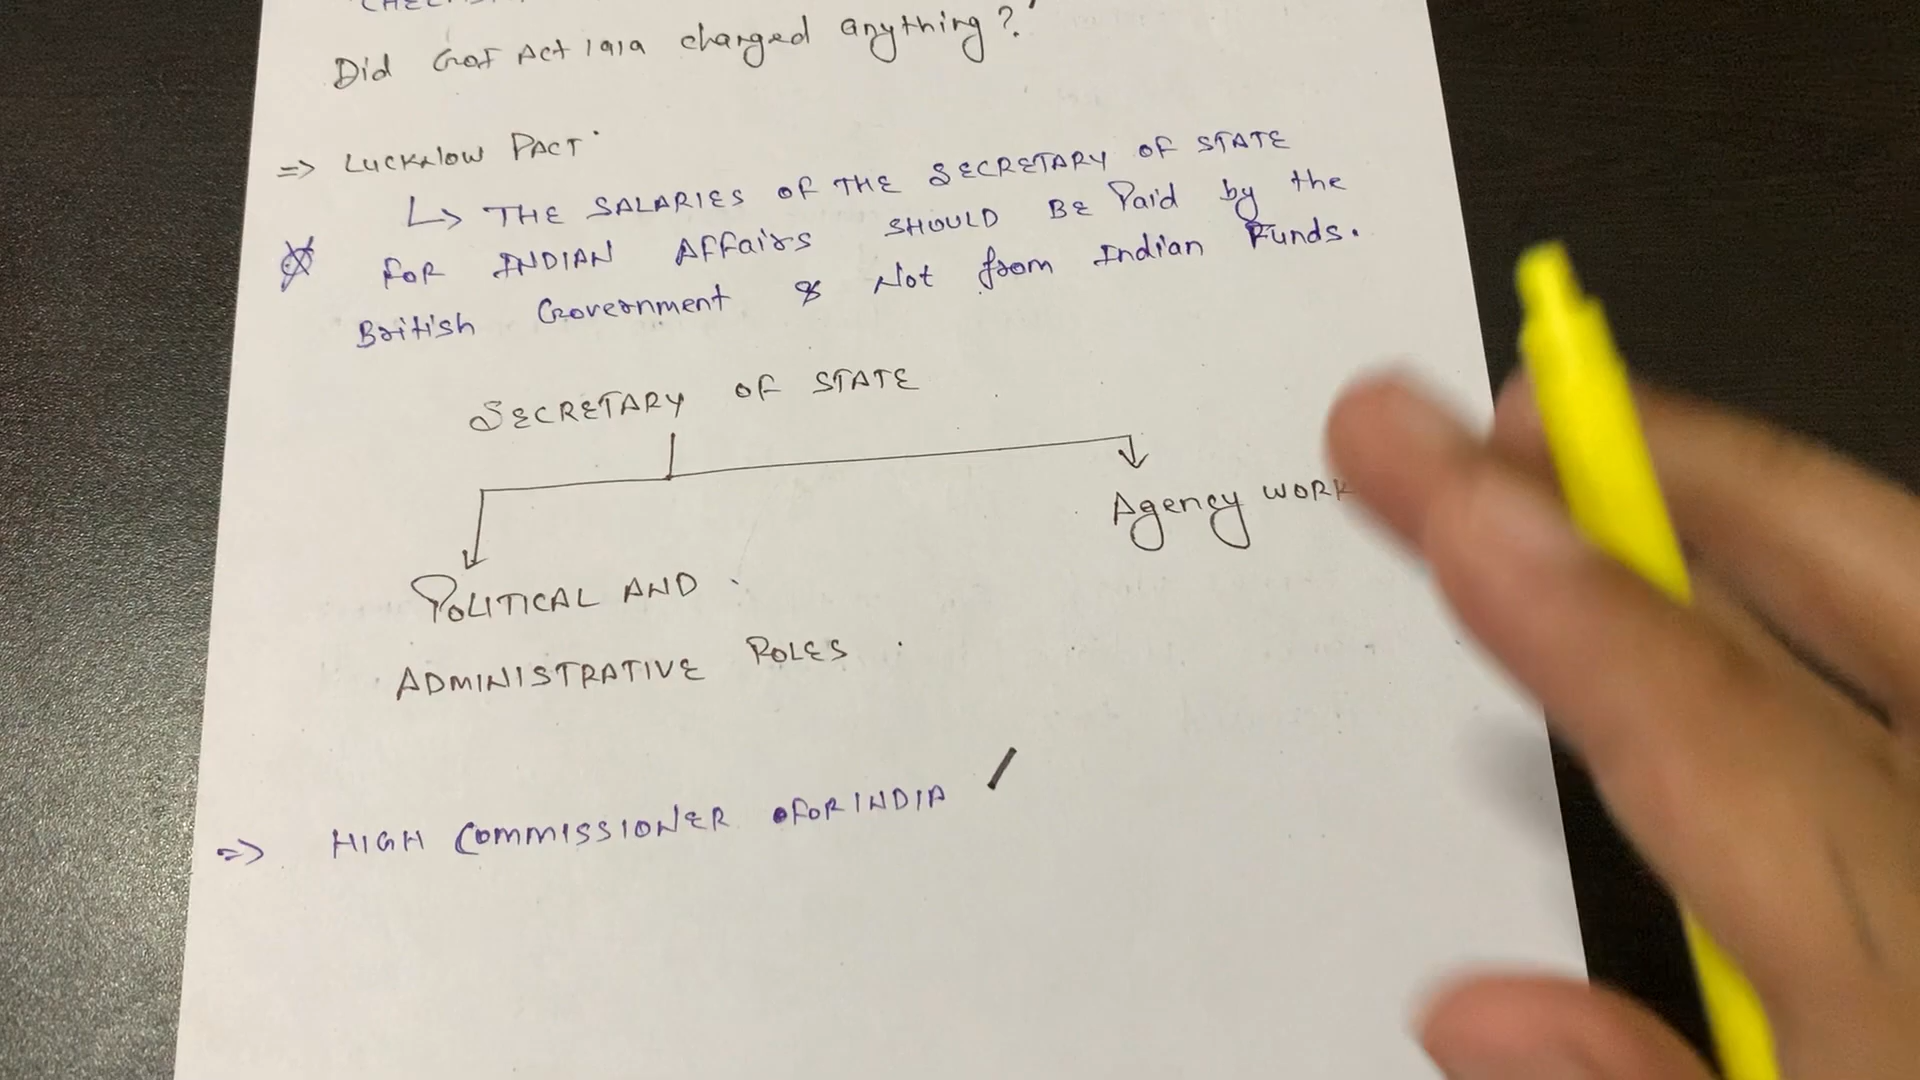 Did GOI Act 1919 changed anything?
=> LUCKNOW PACT
↳ THE SALARIES OF THE SECRETARY OF STATE
FOR INDIAN Affairs SHOULD BE Paid by the
British Government & Not from Indian Funds.
SECRETARY OF STATE
Agency WORK
POLITICAL AND
ADMINISTRATIVE ROLES
=> HIGH COMMISSIONER FOR INDIA